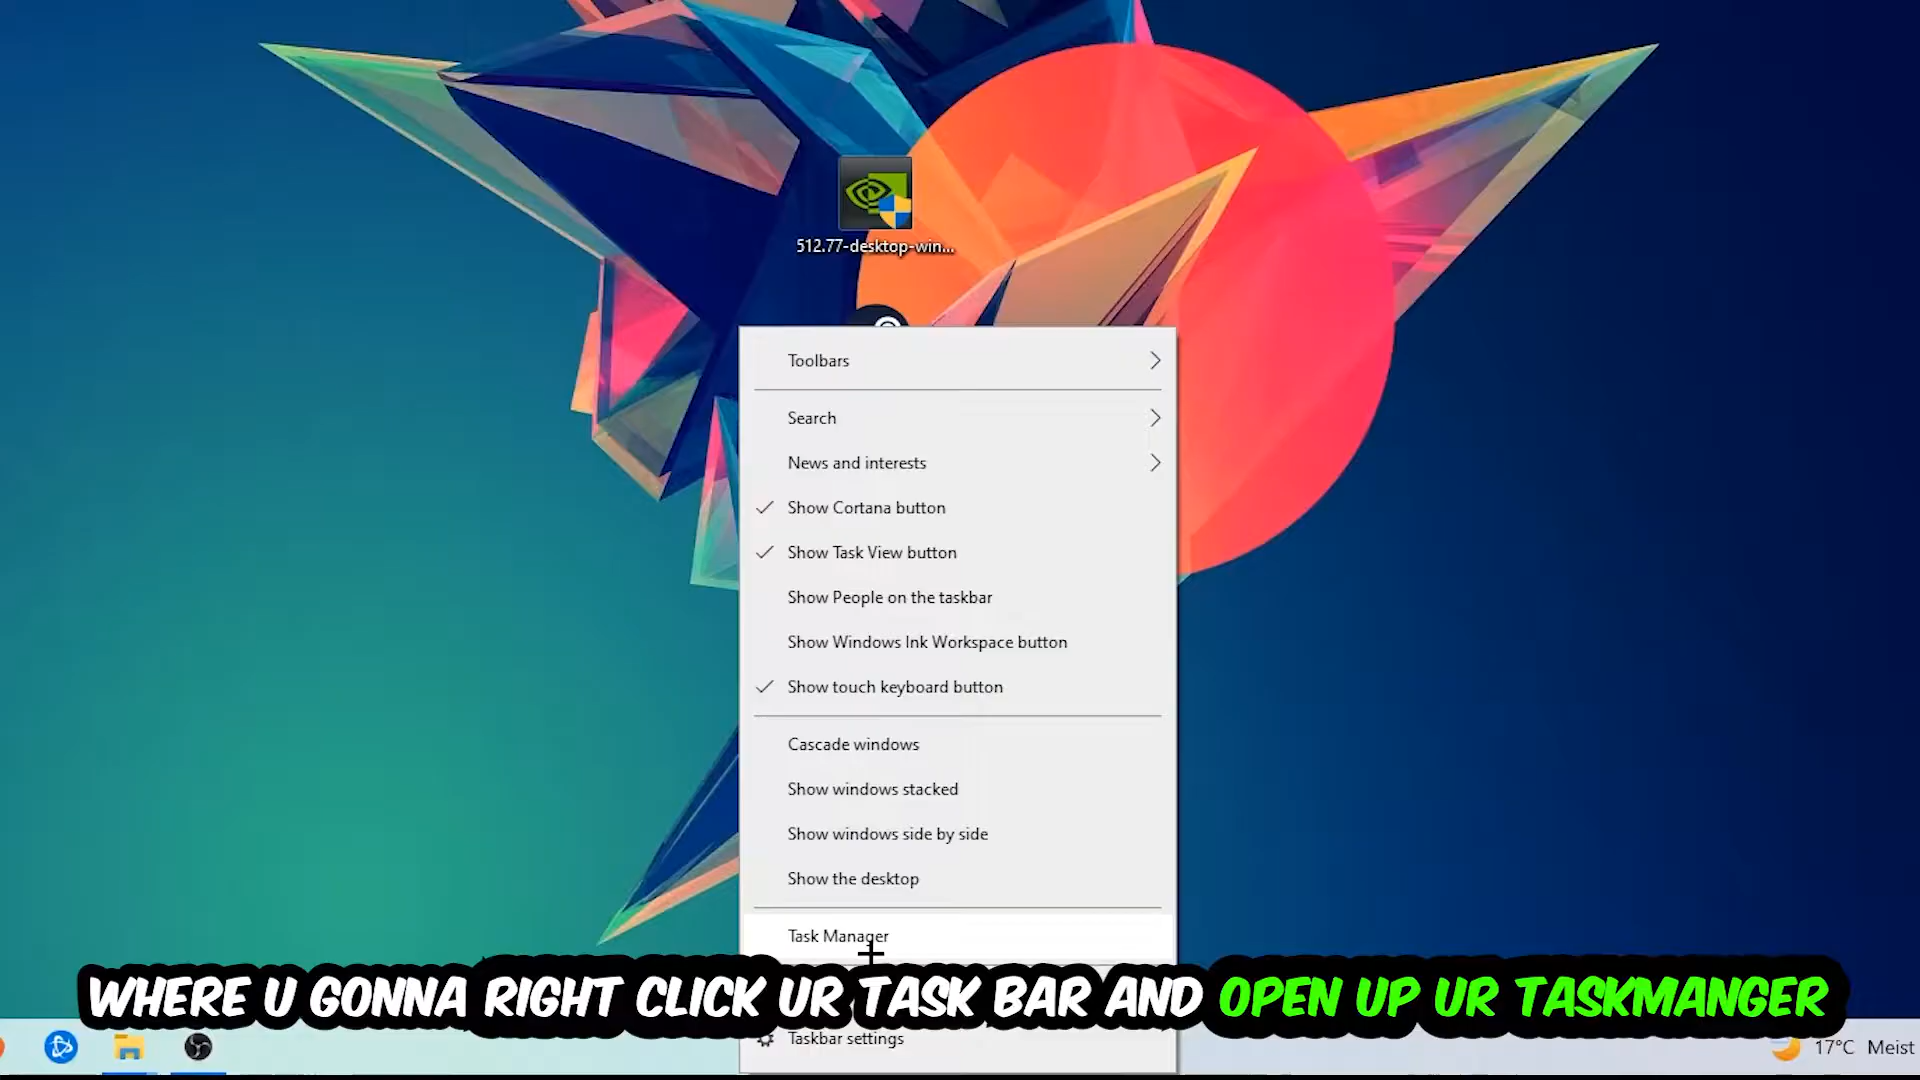 512.77-desktop-win...
Toolbars
Search
News and interests
Show Cortana button
Show Task View button
Show People on the taskbar
Show Windows Ink Workspace button
Show touch keyboard button
Cascade windows
Show windows stacked
Show windows side by side
Show the desktop
Task Manager
WHERE U GONNA RIGHT CLICK UR TASK BAR AND OPEN UP UR TASKMANGER
Taskbar settings
17°C Meist